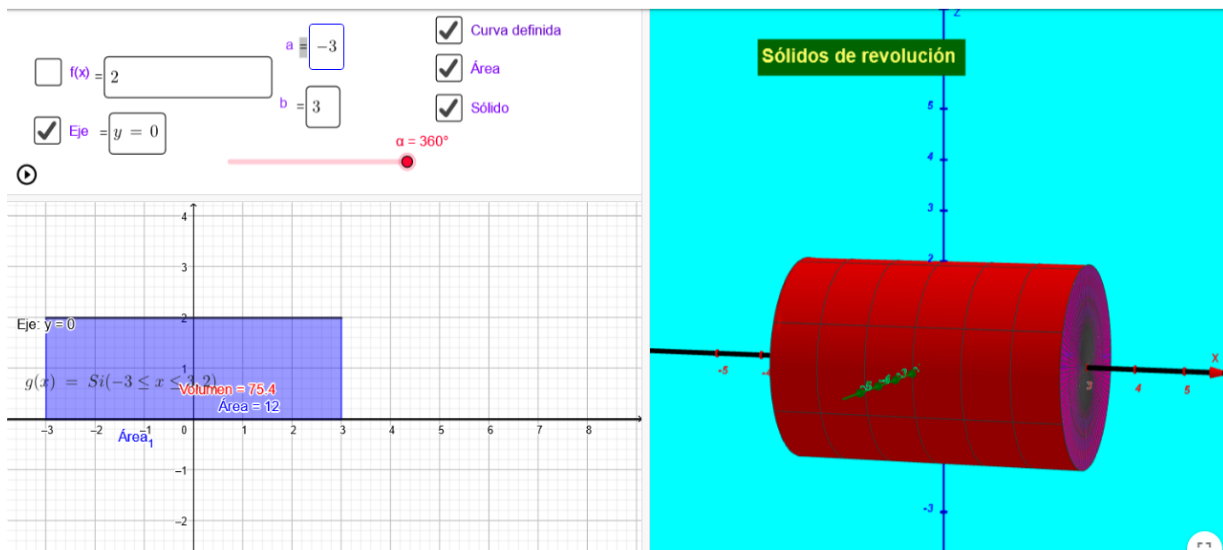 f(x) = 2
a = −3
b = 3
Eje = y = 0
Curva definida
Área
Sólido
α = 360°
4
3
2
Eje: y = 0
1
g(x) = Si(−3 ≤ x ≤ 3, 2)
Volumen = 75.4
Área = 12
−3 −2 −1 0 1 2 3 4 5 6 7 8
Área₁
−1
−2
Sólidos de revolución
z
5
4
3
2
-5 3 4 5 X
-3